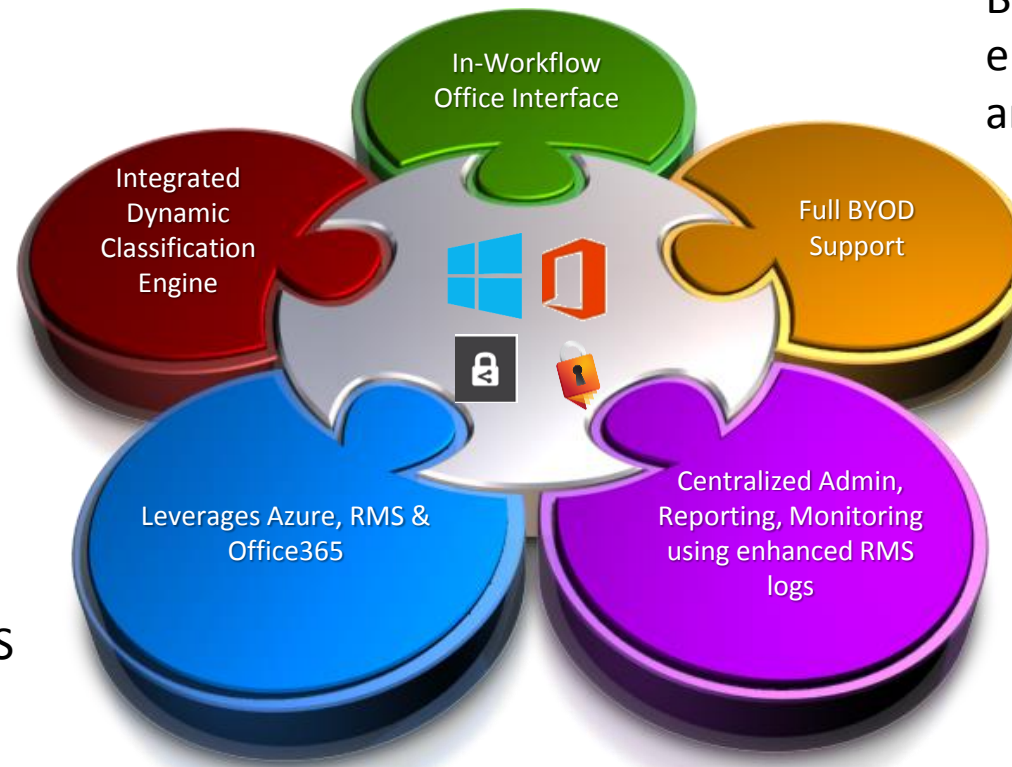 In-Workflow
Office Interface
Integrated
Dynamic
Classification
Engine
Full BYOD
Support
Leverages Azure, RMS &
Office365
Centralized Admin,
Reporting, Monitoring
using enhanced RMS
logs